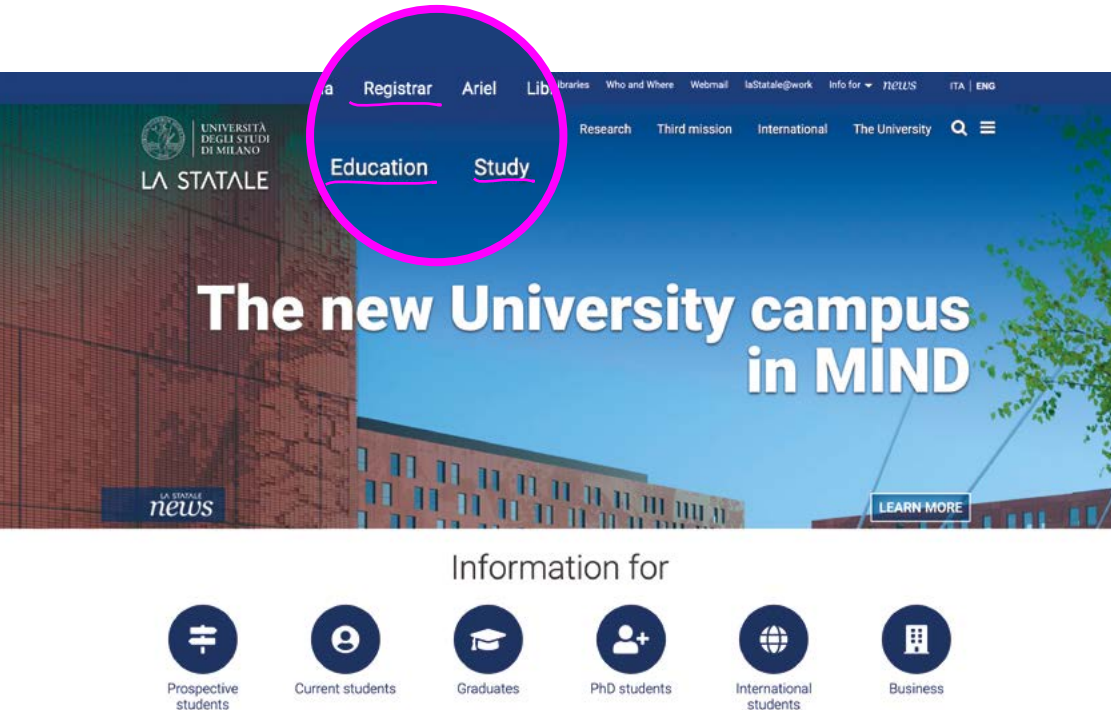 Registrar Ariel Libraries Who and Where Webmail laStatale@work Info for news ITA | ENG
UNIVERSITÀ
DEGLI STUDI
DI MILANO
LA STATALE
Education Study Research Third mission International The University
The new University campus
in MIND
LA STATALE
news
LEARN MORE
Information for
Prospective
students
Current students
Graduates
PhD students
International
students
Business